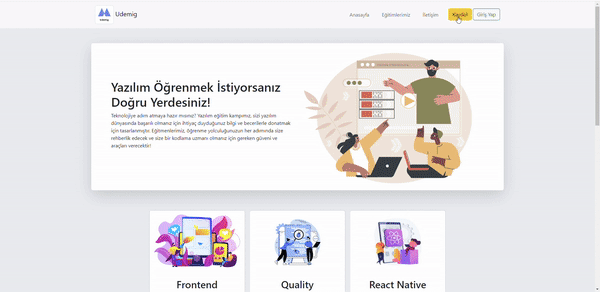 Udemig
Anasayfa
Eğitimlerimiz
İletişim
Kaydol
Giriş Yap
Yazılım Öğrenmek İstiyorsanız
Doğru Yerdesiniz!
Teknolojiye adım atmaya hazır mısınız? Yazılım eğitim kampımız, sizi yazılım
dünyasında başarılı olmanız için ihtiyaç duyduğunuz bilgi ve becerilerle donatmak
için tasarlanmıştır. Eğitmenlerimiz, öğrenme yolculuğunuzun her adımında size
rehberlik edecek ve size bir kodlama uzmanı olmanız için gereken güveni ve
araçları verecektir!
Frontend
Quality
React Native